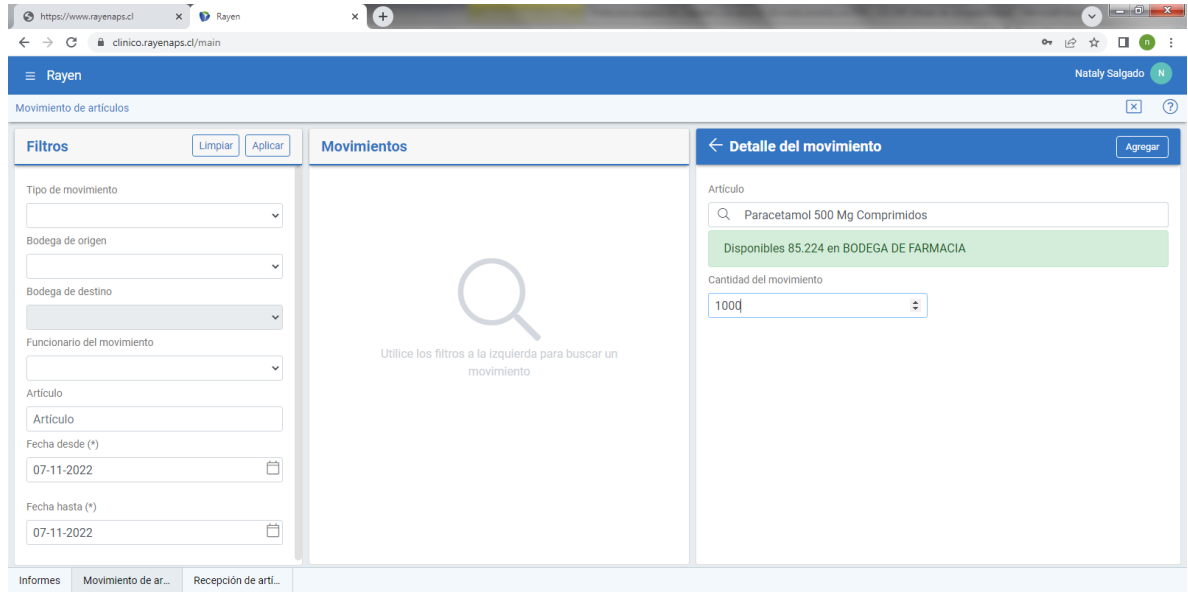 https://www.rayenaps.cl
Rayen
clinico.rayenaps.cl/main
n
Rayen
Nataly Salgado N
Movimiento de artículos
Filtros
Limpiar
Aplicar
Tipo de movimiento
Bodega de origen
Bodega de destino
Funcionario del movimiento
Artículo
Artículo
Fecha desde (*)
07-11-2022
Fecha hasta (*)
07-11-2022
Movimientos
Utilice los filtros a la izquierda para buscar un
movimiento
Detalle del movimiento
Agregar
Artículo
Paracetamol 500 Mg Comprimidos
Disponibles 85.224 en BODEGA DE FARMACIA
Cantidad del movimiento
1000
Informes
Movimiento de ar...
Recepción de artí...